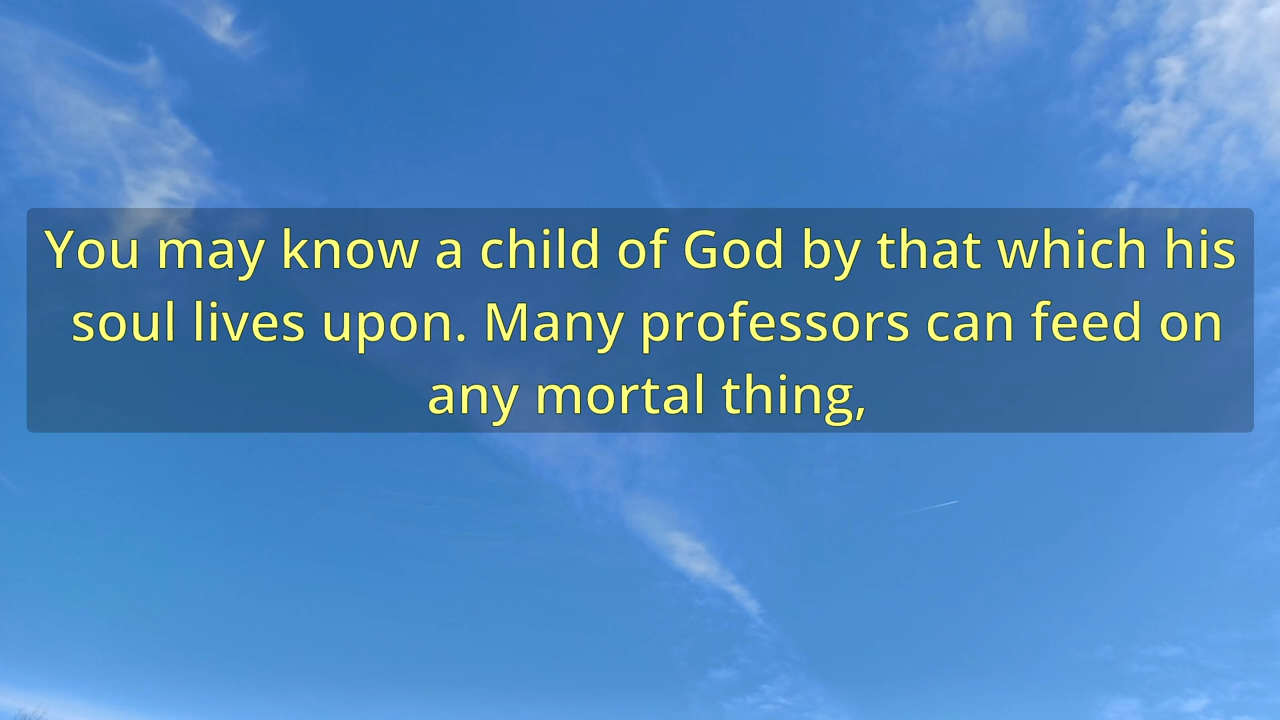 You may know a child of God by that which his
soul lives upon. Many professors can feed on
any mortal thing,